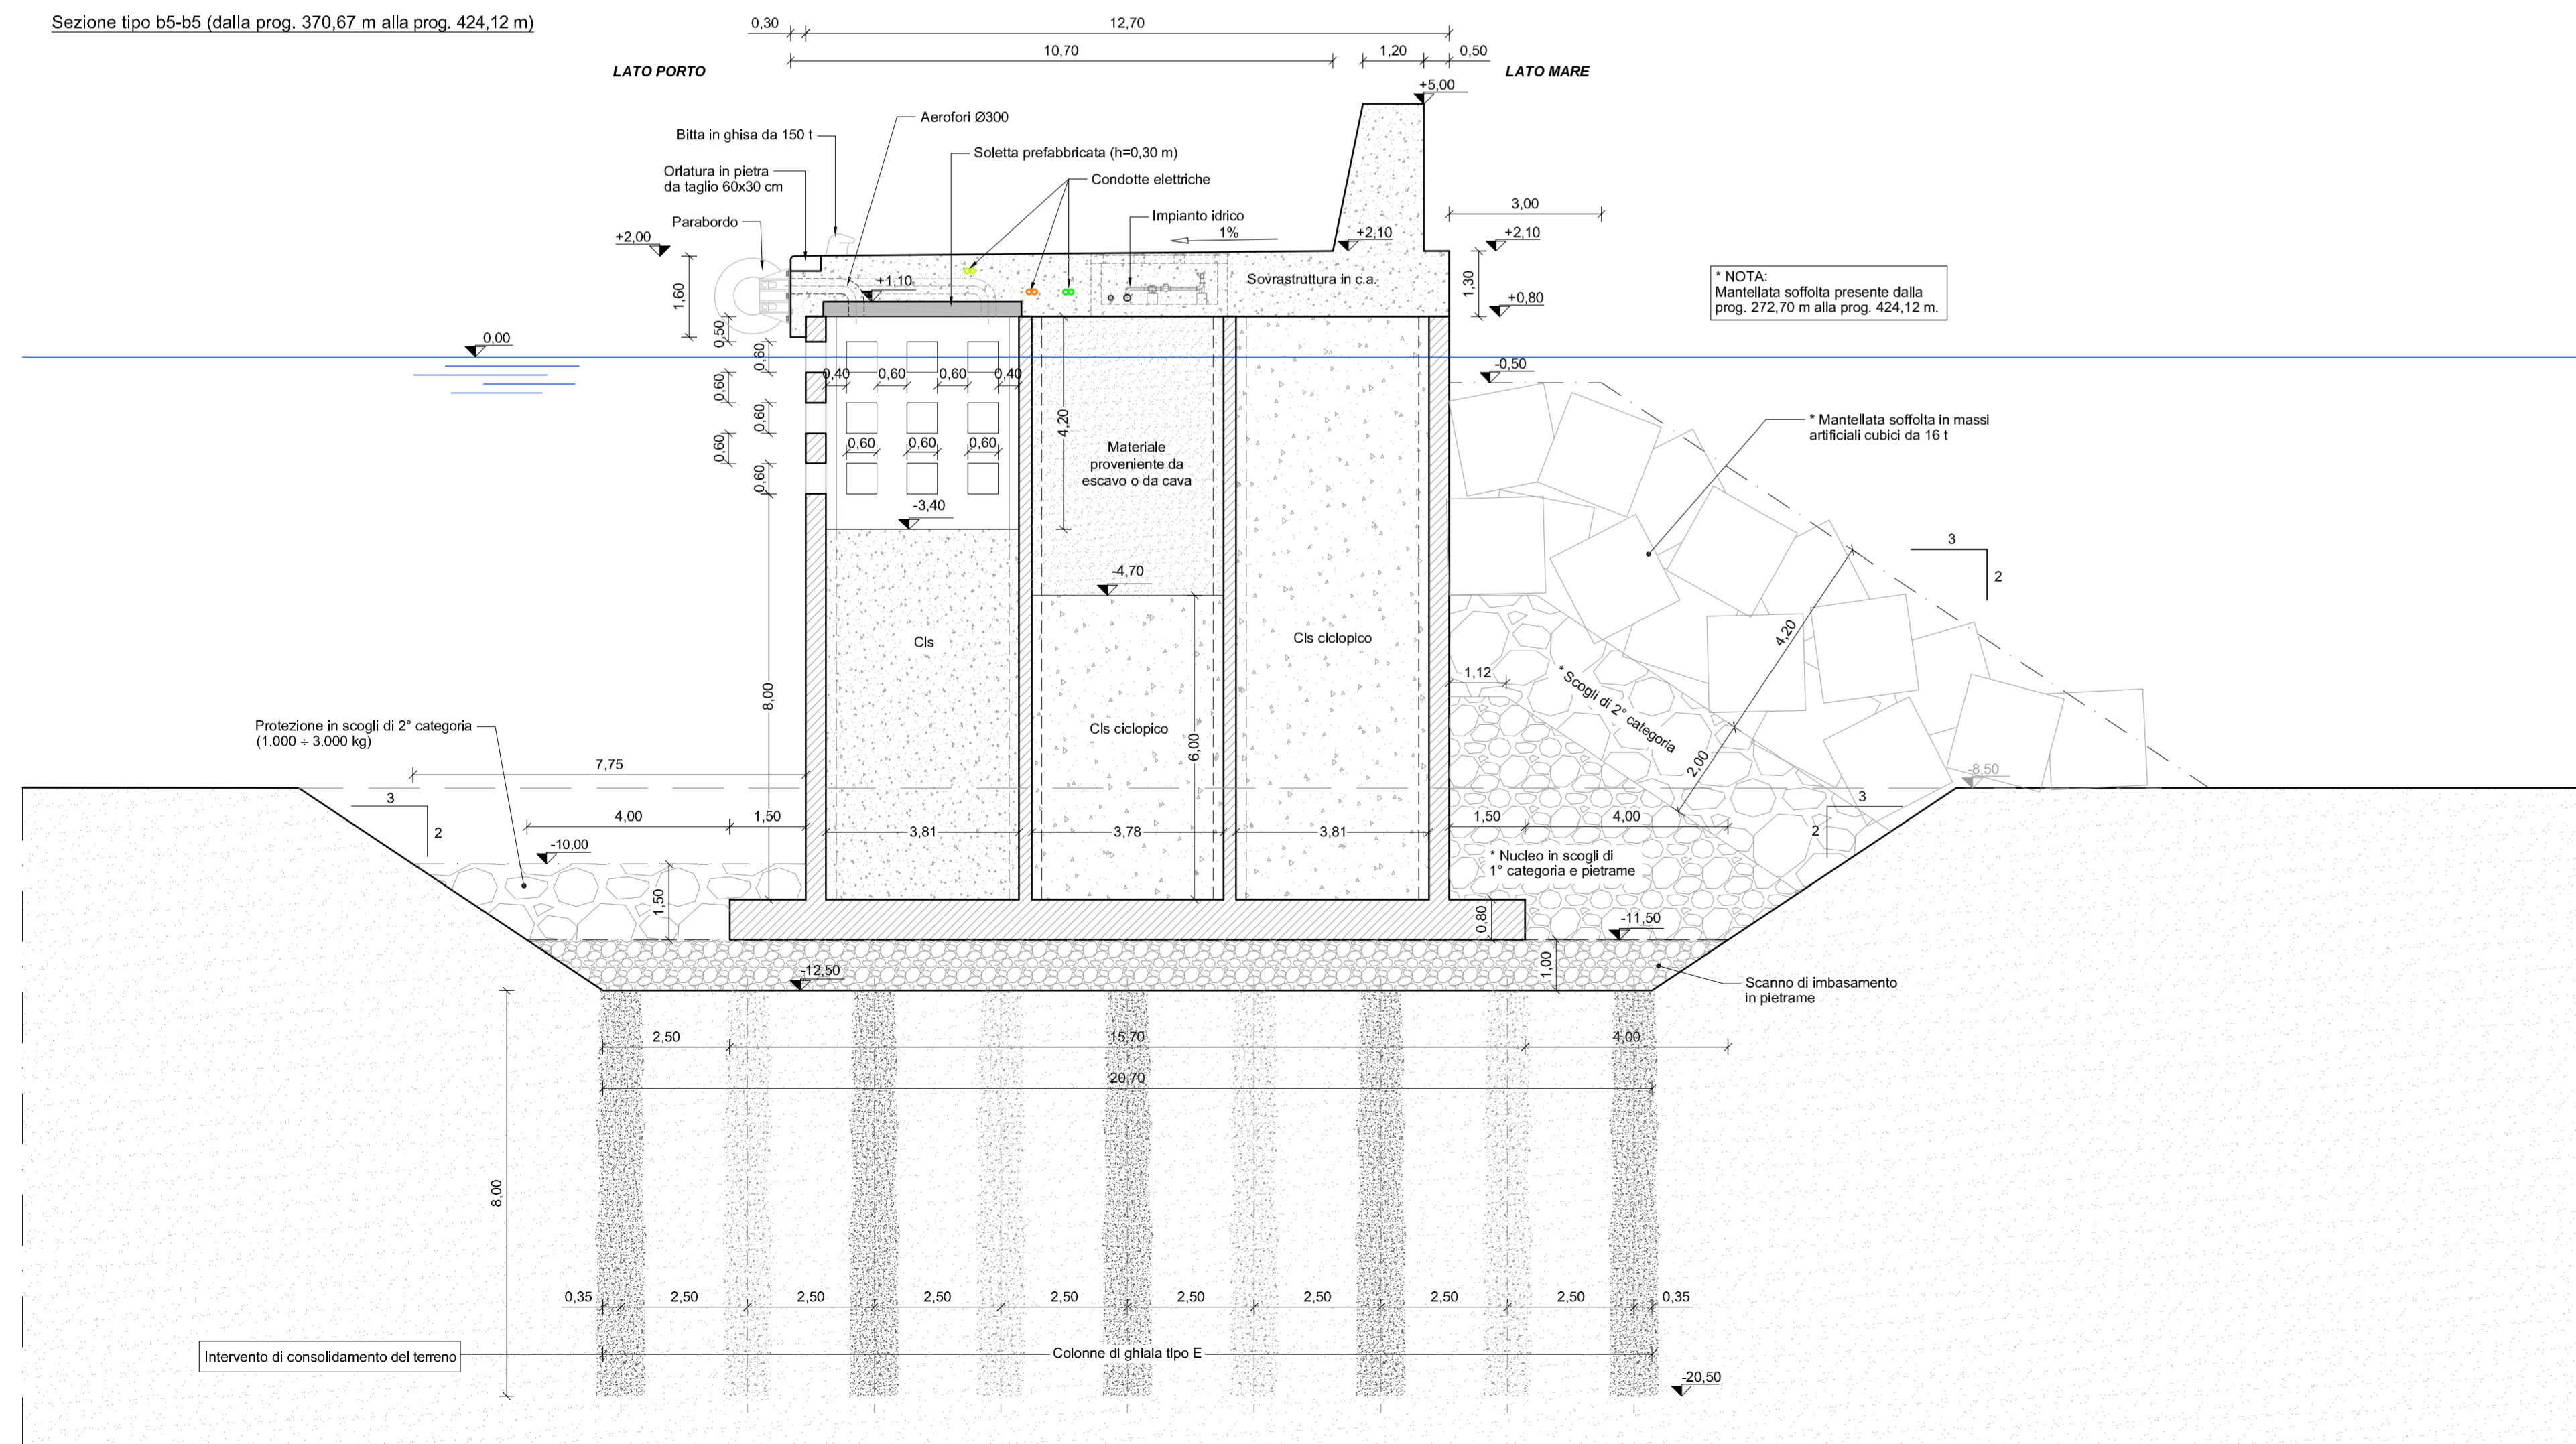 Sezione tipo b5-b5 (dalla prog. 370,67 m alla prog. 424,12 m)
0,30
12,70
10,70
1,20
0,50
LATO PORTO
LATO MARE
+5,00
Aerofori Ø300
Bitta in ghisa da 150 t
Soletta prefabbricata (h=0,30 m)
Orlatura in pietra
da taglio 60x30 cm
Condotte elettriche
Parabordo
Impianto idrico
3,00
+2,00
1%
+2,10
+2,10
1,60
+1,10
Sovrastruttura in c.a.
1,30
+0,80
* NOTA:
Mantellata soffolta presente dalla
prog. 272,70 m alla prog. 424,12 m.
0,00
0,50
0,60
-0,50
0,40
0,60
0,60
0,40
0,60
0,60
4,20
* Mantellata soffolta in massi
artificiali cubici da 16 t
0,60
0,60
0,60
0,60
0,60
Materiale
proveniente da
escavo o da cava
-3,40
3
2
-4,70
Cls
Cls ciclopico
4,20
1,12
* Scogli di 2° categoria
8,00
Protezione in scogli di 2° categoria
(1.000 ÷ 3.000 kg)
Cls ciclopico
6,00
2,00
7,75
-8,50
3
2
4,00
1,50
3,81
3,78
3,81
1,50
4,00
3
2
-10,00
* Nucleo in scogli di
1° categoria e pietrame
1,50
0,80
-11,50
-12,50
1,00
Scanno di imbasamento
in pietrame
2,50
15,70
4,00
20,70
8,00
0,35
2,50
2,50
2,50
2,50
2,50
2,50
2,50
2,50
0,35
Intervento di consolidamento del terreno
Colonne di ghiaia tipo E
-20,50